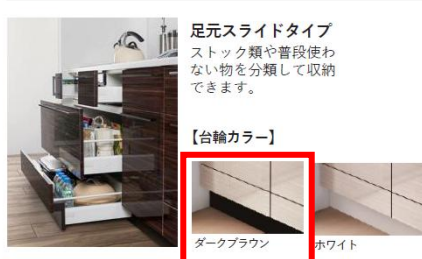 足元スライドタイプ
ストック類や普段使わ
ない物を分類して収納
できます。
【台輪カラー】
ダークブラウン
ホワイト